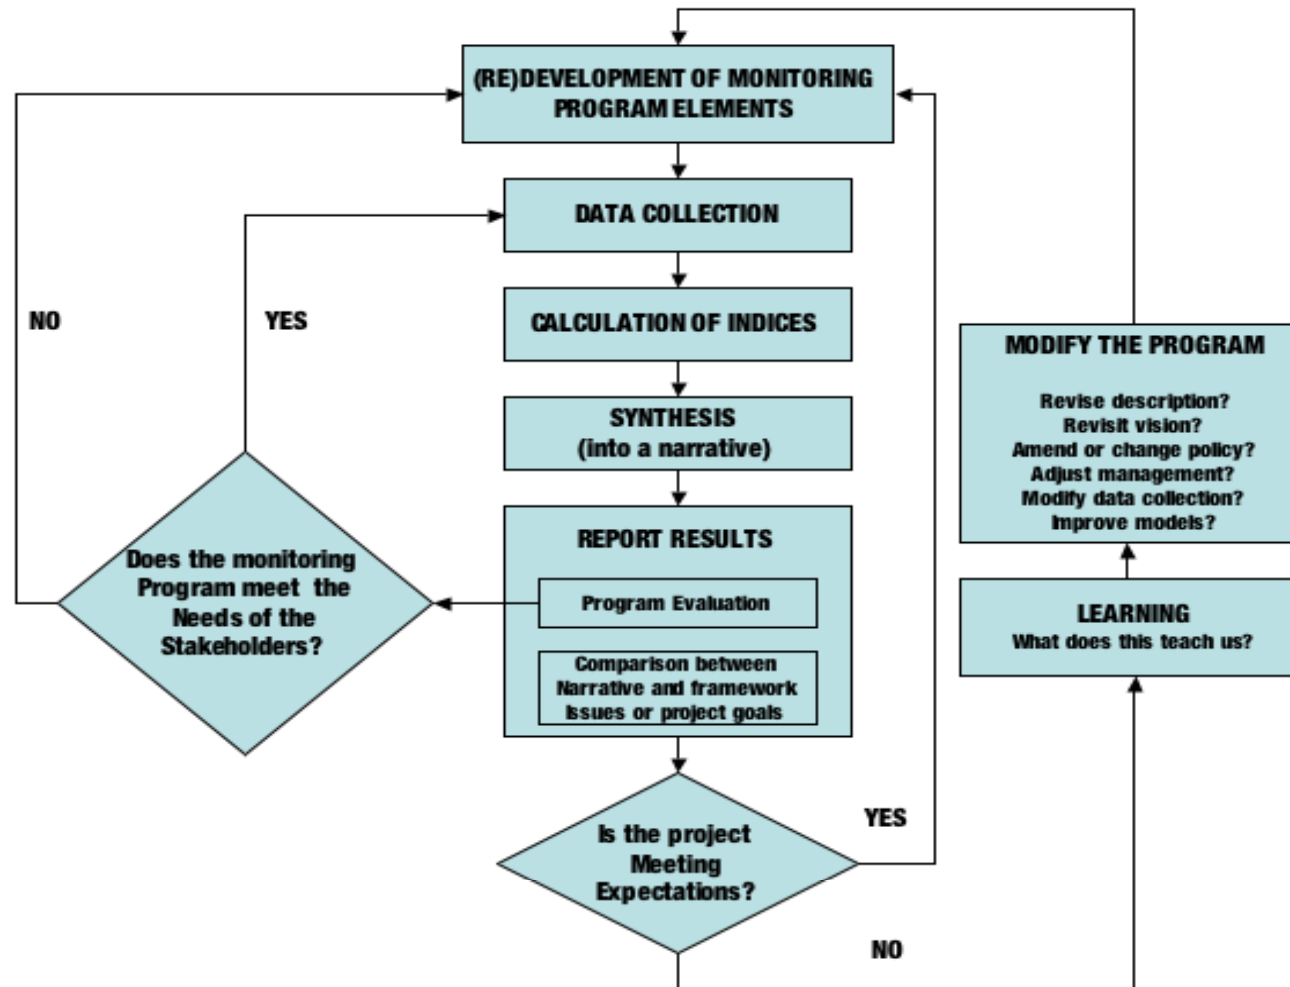 (RE)DEVELOPMENT OF MONITORING
PROGRAM ELEMENTS
DATA COLLECTION
NO
YES
CALCULATION OF INDICES
SYNTHESIS
(into a narrative)
REPORT RESULTS
Program Evaluation
Comparison between
Narrative and framework
Issues or project goals
Does the monitoring
Program meet the
Needs of the
Stakeholders?
Is the project
Meeting
Expectations?
YES
NO
MODIFY THE PROGRAM
Revise description?
Revisit vision?
Amend or change policy?
Adjust management?
Modify data collection?
Improve models?
LEARNING
What does this teach us?